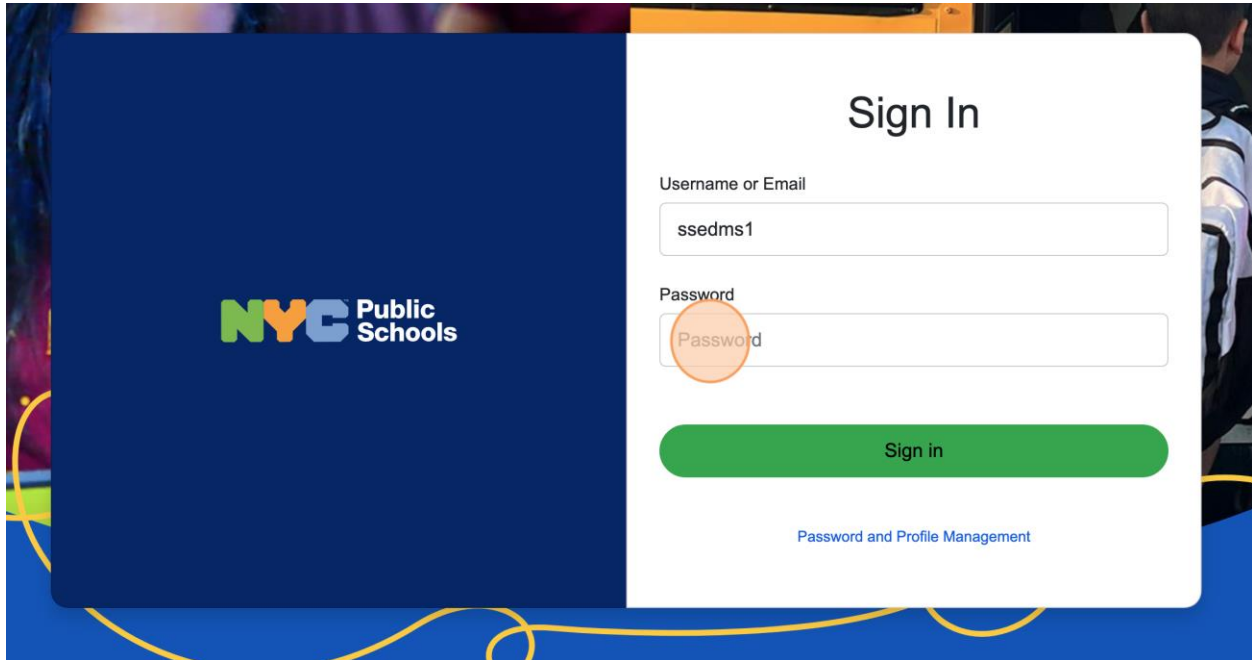 NYC Public
Schools
Sign In
Username or Email
ssedms1
Password
Password
Sign in
Password and Profile Management